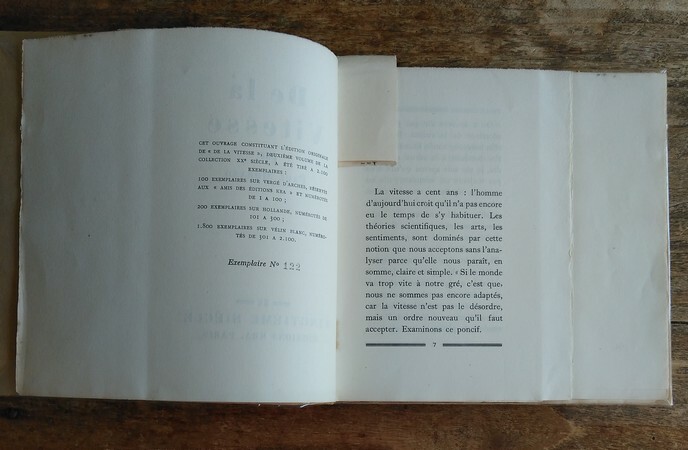 CET OUVRAGE CONSTITUANT L'ÉDITION ORIGINALE
DE « DE LA VITESSE », DEUXIÈME VOLUME DE LA
COLLECTION XXe SIÈCLE, A ÉTÉ TIRÉ A 2.100
EXEMPLAIRES :
100 EXEMPLAIRES SUR VERGÉ D'ARCHES, RÉSERVÉS
AUX « AMIS DES ÉDITIONS KRA » ET NUMÉROTÉS
DE 1 A 100 ;
200 EXEMPLAIRES SUR HOLLANDE, NUMÉROTÉS DE
101 A 300 ;
1.800 EXEMPLAIRES SUR VÉLIN BLANC, NUMÉRO-
TÉS DE 301 A 2.100.
Exemplaire No 122
La vitesse a cent ans : l'homme
d'aujourd'hui croit qu'il n'a pas encore
eu le temps de s'y habituer. Les
théories scientifiques, les arts, les
sentiments, sont dominés par cette
notion que nous acceptons sans l'ana-
lyser parce qu'elle nous paraît, en
somme, claire et simple. « Si le monde
va trop vite à notre gré, c'est que
nous ne sommes pas encore adaptés,
car la vitesse n'est pas le désordre,
mais un ordre nouveau qu'il faut
accepter. Examinons ce poncif.
7